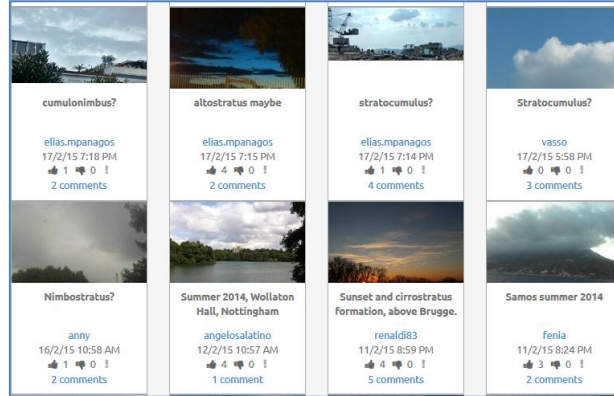 cumulonimbus?
elias.mpanagos
17/2/15 7:18 PM
1 0
2 comments
altostratus maybe
elias.mpanagos
17/2/15 7:15 PM
4 0
2 comments
stratocumulus?
elias.mpanagos
17/2/15 7:14 PM
1 0
4 comments
Stratocumulus?
vasso
17/2/15 5:58 PM
0 0
3 comments
Nimbostratus?
anny
16/2/15 10:58 AM
1 0
2 comments
Summer 2014, Wollaton
Hall, Nottingham
angelosalatino
12/2/15 10:57 AM
4 0
1 comment
Sunset and cirrostratus
formation, above Brugge.
renaldi83
11/2/15 8:59 PM
4 0
5 comments
Samos summer 2014
fenia
11/2/15 8:24 PM
3 0
2 comments